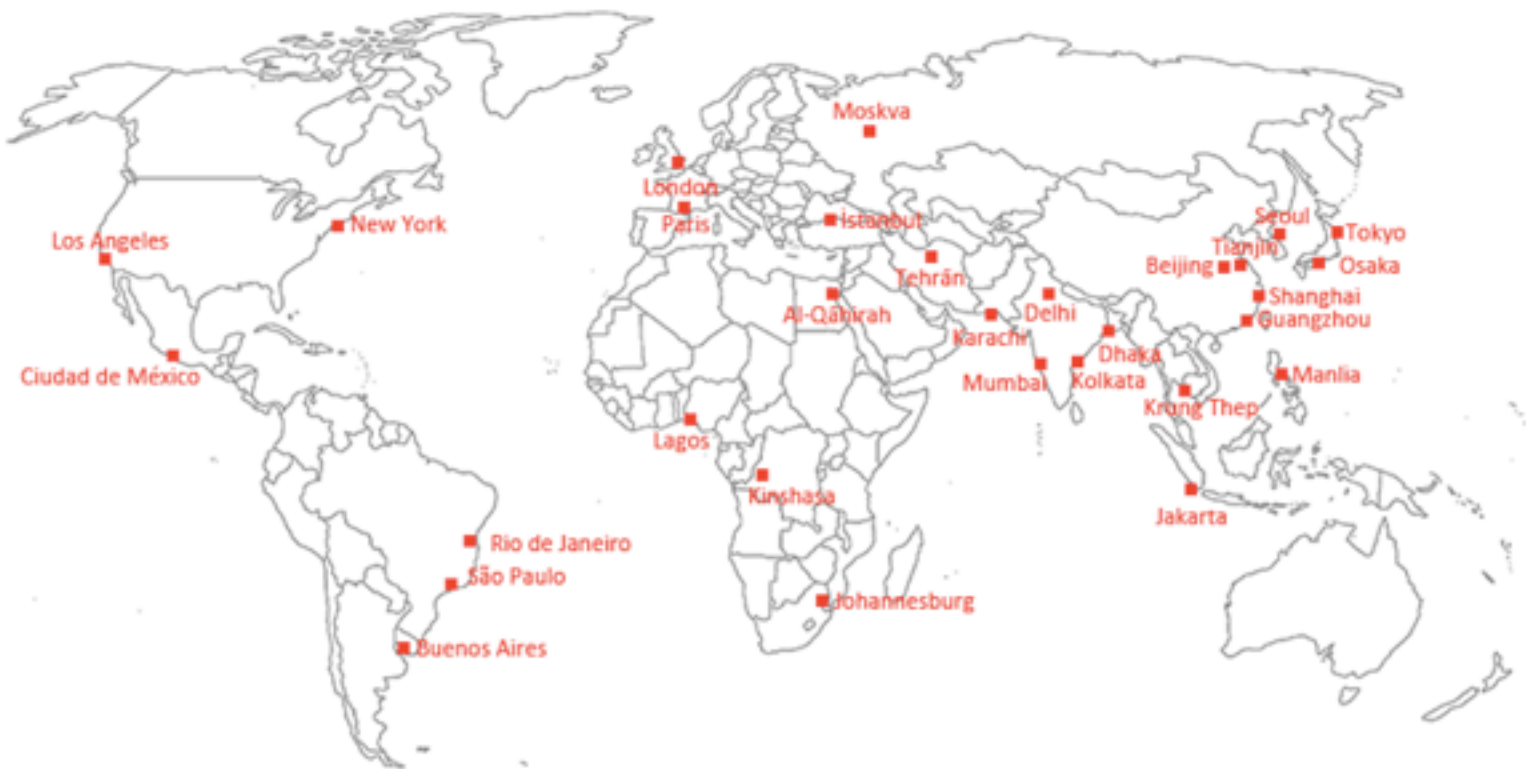 Moskva
London
Paris
İstanbul
New York
Los Angeles
Seoul
Tokyo
Tianjin
Beijing
Osaka
Tehrān
Al-Qāhirah
Karachi
Delhi
Shanghai
Guangzhou
Dhaka
Mumbai
Kolkata
Manlia
Krung Thep
Ciudad de México
Lagos
Kinshasa
Jakarta
Rio de Janeiro
São Paulo
Johannesburg
Buenos Aires